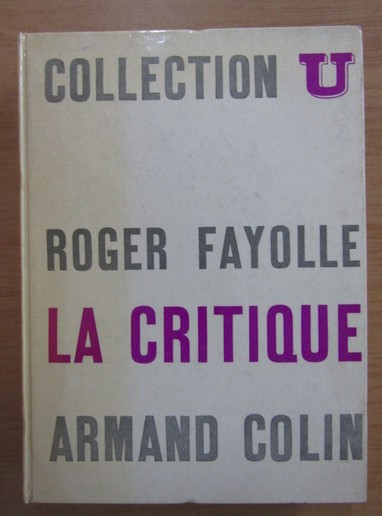 COLLECTION U
ROGER FAYOLLE
LA CRITIQUE
ARMAND COLIN